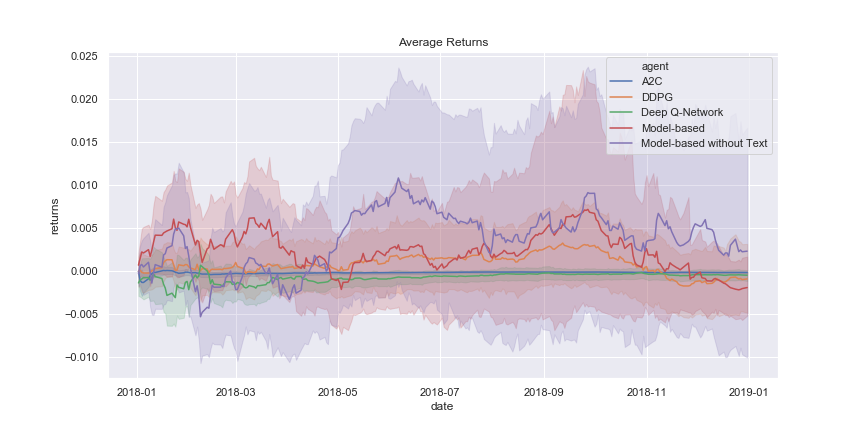 Average Returns
agent
A2C
DDPG
Deep Q-Network
Model-based
Model-based without Text
returns
0.025
0.020
0.015
0.010
0.005
0.000
−0.005
−0.010
2018-01 2018-03 2018-05 2018-07 2018-09 2018-11 2019-01
date